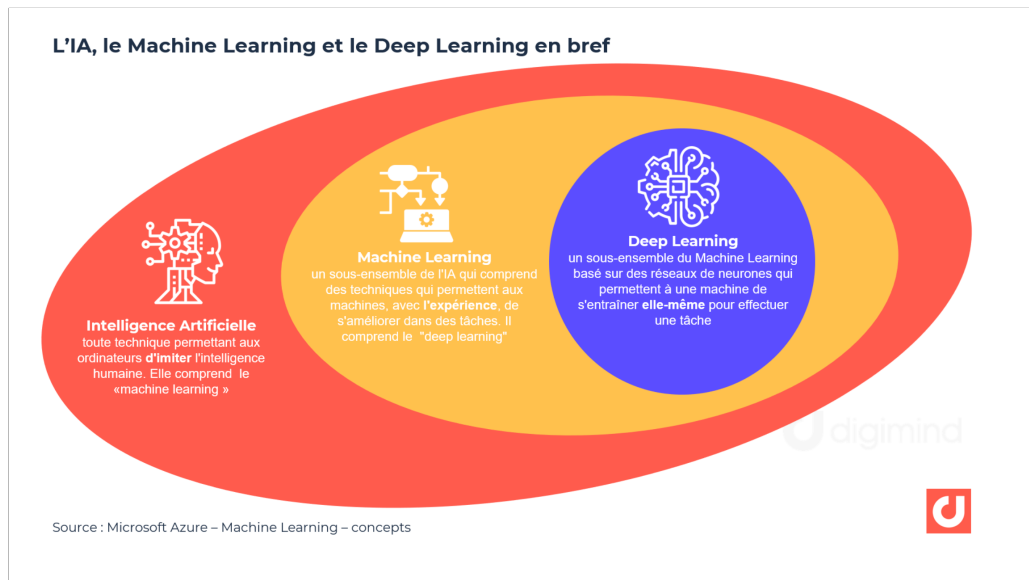 L'IA, le Machine Learning et le Deep Learning en bref
Intelligence Artificielle
toute technique permettant aux
ordinateurs d'imiter l'intelligence
humaine. Elle comprend le
«machine learning »
Machine Learning
un sous-ensemble de l'IA qui comprend
des techniques qui permettent aux
machines, avec l'expérience, de
s'améliorer dans des tâches. Il
comprend le "deep learning"
Deep Learning
un sous-ensemble du Machine Learning
basé sur des réseaux de neurones qui
permettent à une machine de
s'entraîner elle-même pour effectuer
une tâche
digimind
Source : Microsoft Azure – Machine Learning – concepts